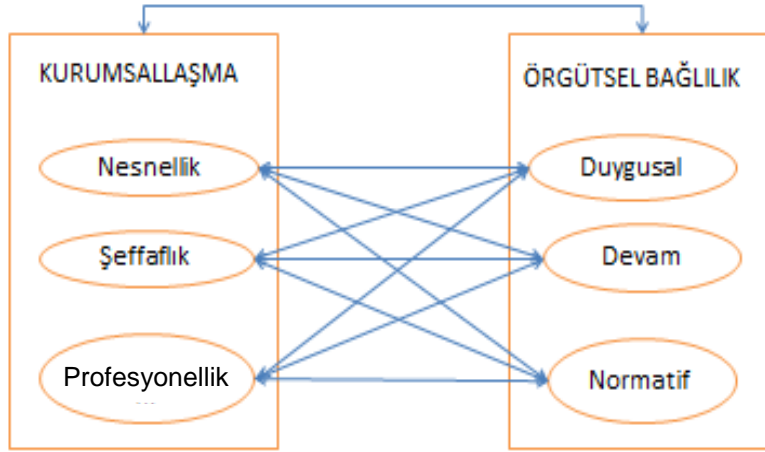 KURUMSALLAŞMA
Nesnellik
Şeffaflık
Profesyonellik
ÖRGÜTSEL BAĞLILIK
Duygusal
Devam
Normatif